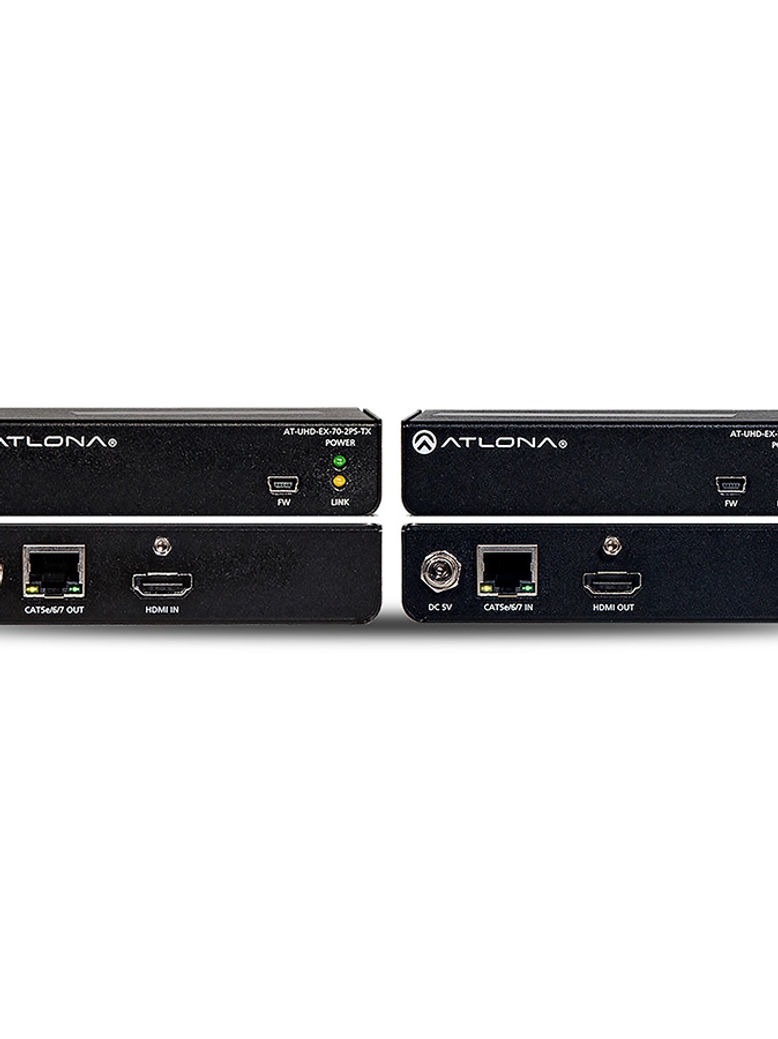 ATLONA®
AT-UHD-EX-70-2PS-TX
POWER
FW
LINK
CAT5e/6/7 OUT
HDMI IN
ATLONA®
AT-UHD-EX-
FW
DC 5V
CAT5e/6/7 IN
HDMI OUT